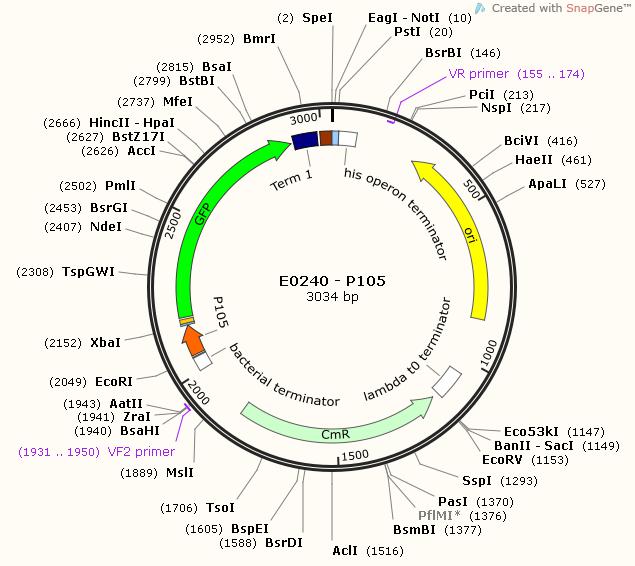 Created with SnapGene™
(2) SpeI
EagI - NotI (10)
PstI (20)
BsrBI (146)
VR primer (155 .. 174)
PciI (213)
NspI (217)
BciVI (416)
HaeII (461)
ApaLI (527)
Eco53kI (1147)
BanII - SacI (1149)
EcoRV (1153)
SspI (1293)
PasI (1370)
PflMI* (1376)
BsmBI (1377)
AclI (1516)
(1588) BsrDI
(1605) BspEI
(1706) TsoI
(1889) MslI
(1931 .. 1950) VF2 primer
(1940) BsaHI
(1941) ZraI
(1943) AatII
(2049) EcoRI
(2152) XbaI
(2308) TspGWI
(2407) NdeI
(2453) BsrGI
(2502) PmlI
(2626) AccI
(2627) BstZ17I
(2666) HincII - HpaI
(2737) MfeI
(2799) BstBI
(2815) BsaI
(2952) BmrI
500
1000
1500
2000
2500
3000
Term 1
his operon terminator
ori
lambda t0 terminator
CmR
bacterial terminator
P105
GFP
E0240 - P105
3034 bp